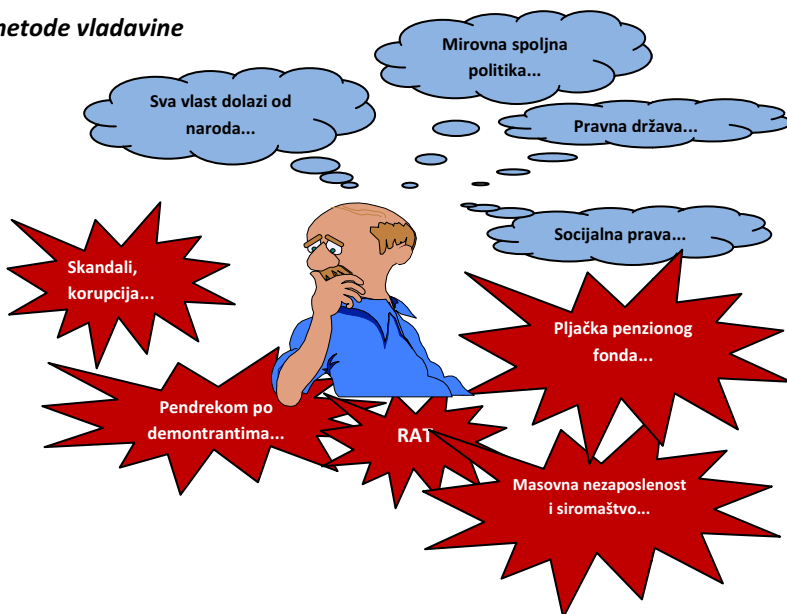 metode vladavine
Mirovna spoljna
politika...
Sva vlast dolazi od
naroda...
Pravna država...
Socijalna prava...
Skandali,
korupcija...
Pljačka penzionog
fonda...
Pendrekom po
demontrantima...
RAT
Masovna nezaposlenost
i siromaštvo...